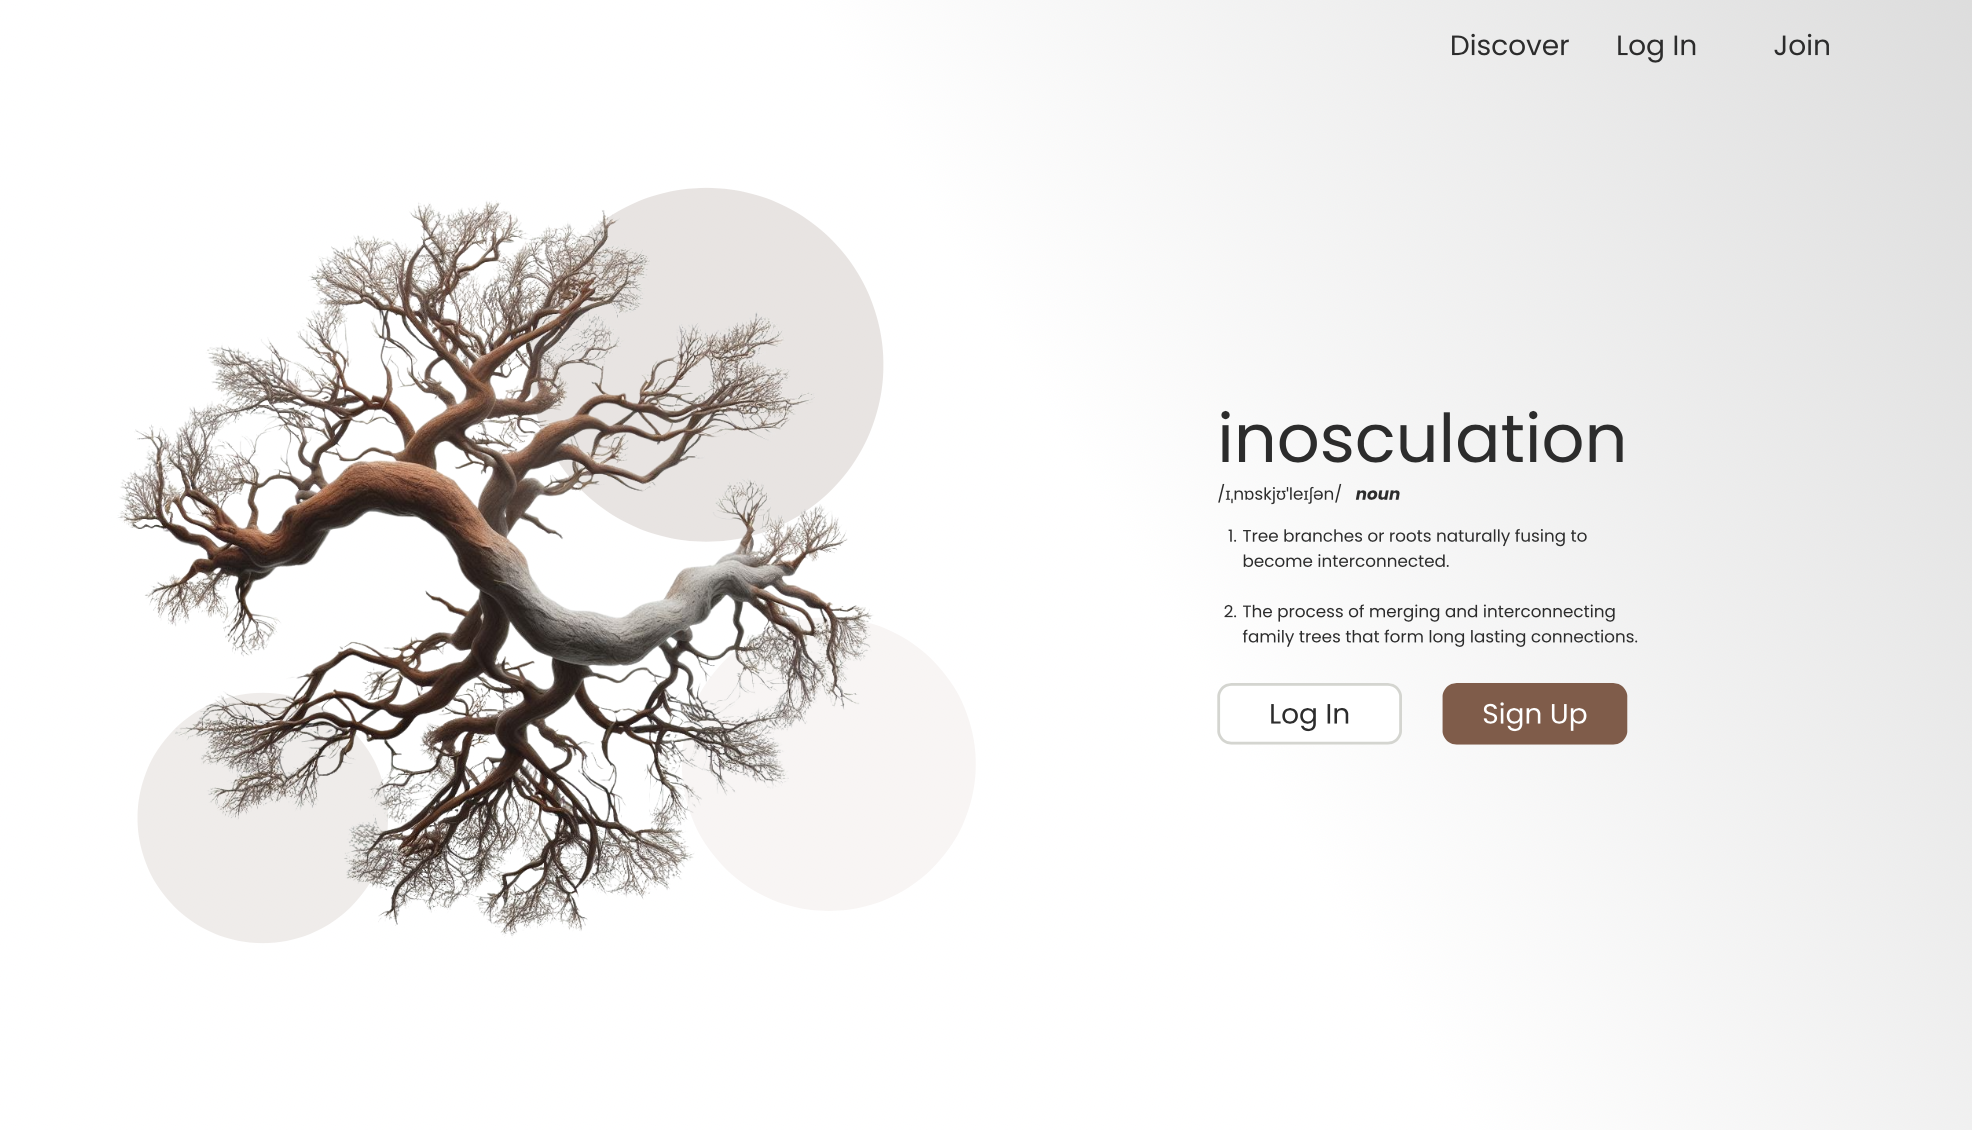 Discover Log In Join
inosculation
/ɪˌnɒskjʊˈleɪʃən/ noun
1. Tree branches or roots naturally fusing to
become interconnected.
2. The process of merging and interconnecting
family trees that form long lasting connections.
Log In Sign Up